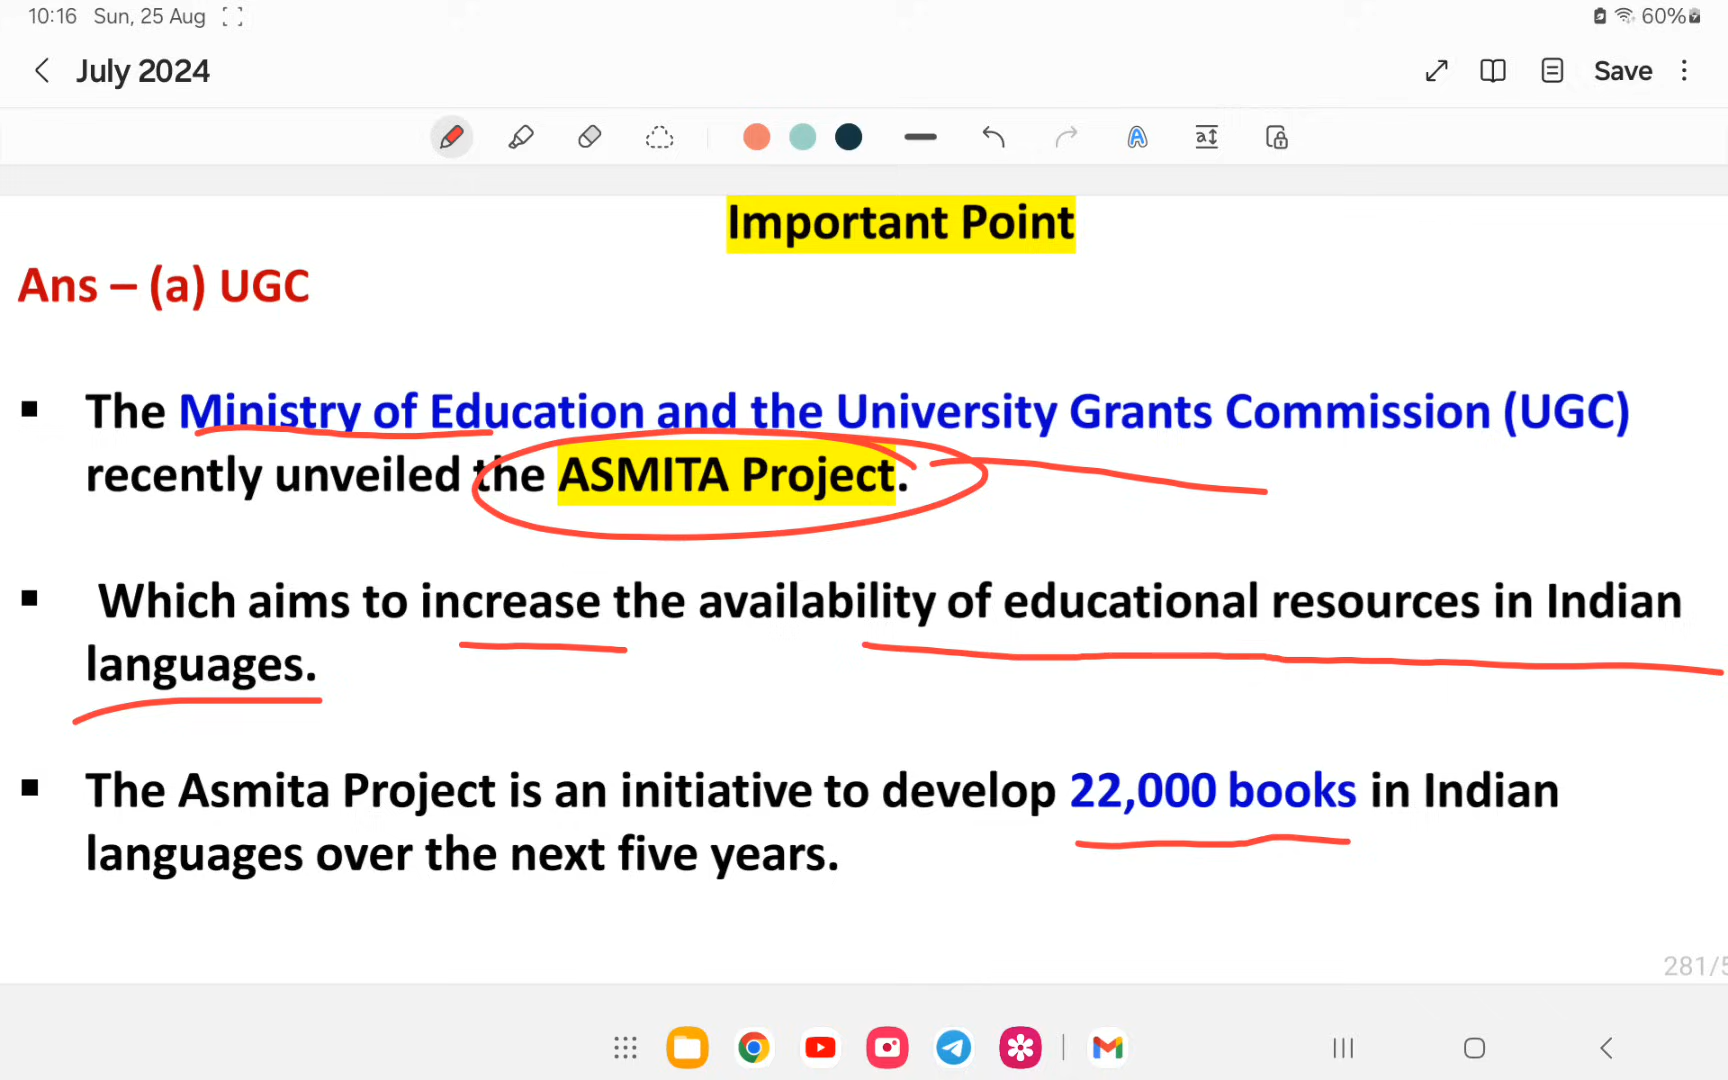 10:16 Sun, 25 Aug 60%
July 2024 Save
Important Point
Ans – (a) UGC
▪ The Ministry of Education and the University Grants Commission (UGC)
recently unveiled the ASMITA Project.
▪ Which aims to increase the availability of educational resources in Indian
languages.
▪ The Asmita Project is an initiative to develop 22,000 books in Indian
languages over the next five years.
281/5